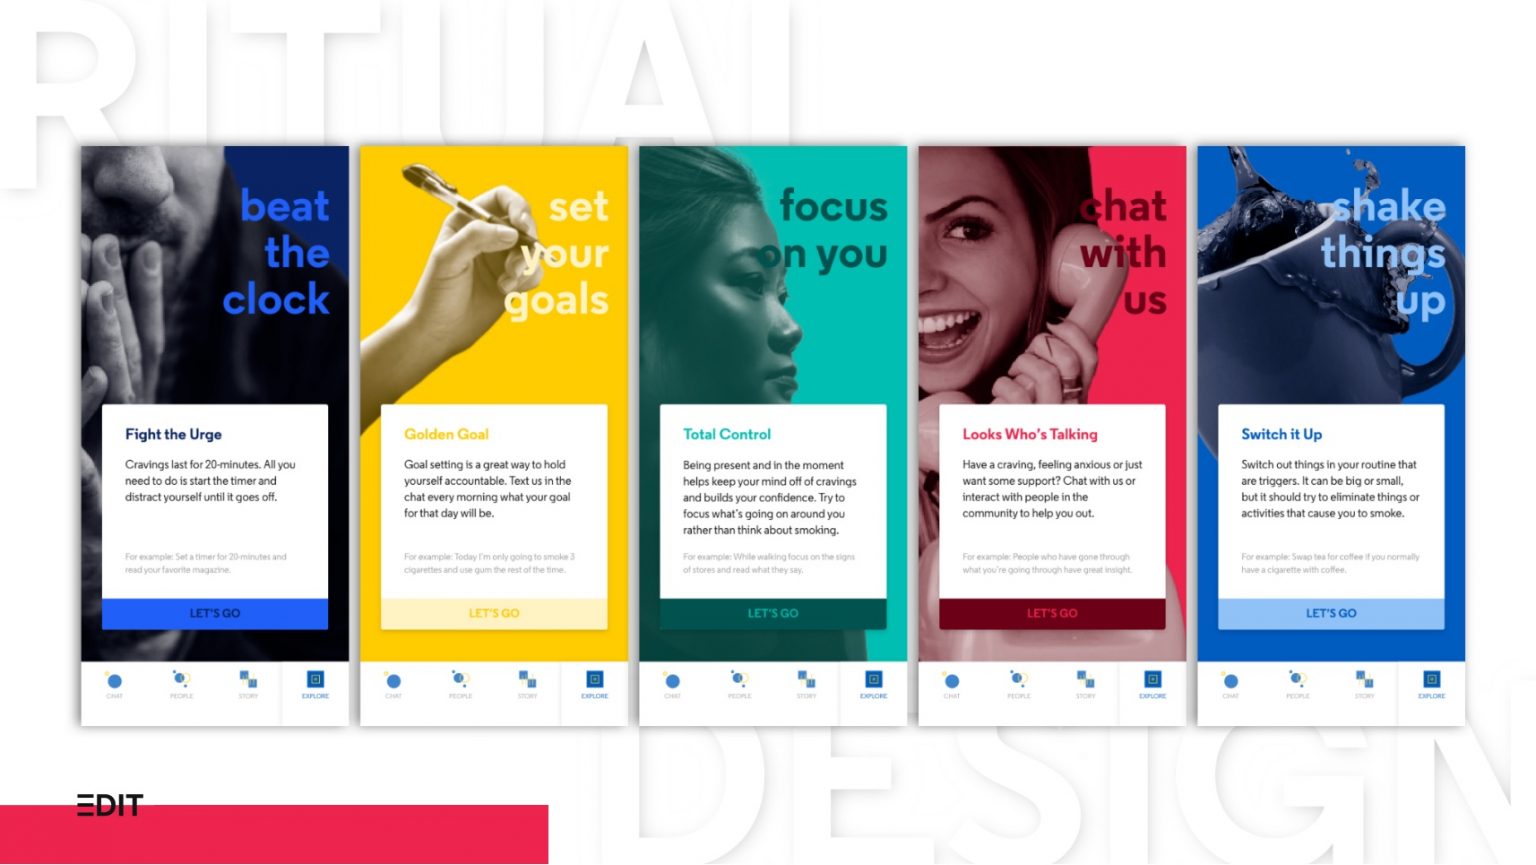 RITUAL
beat
the
clock
Fight the Urge
Cravings last for 20-minutes. All you
need to do is start the timer and
distract yourself until it goes off.
For example: Set a timer for 20-minutes and
read your favorite magazine.
LET'S GO
CHAT
PEOPLE
STORY
EXPLORE
set
your
goals
Golden Goal
Goal setting is a great way to hold
yourself accountable. Text us in the
chat every morning what your goal
for that day will be.
For example: Today I'm only going to smoke 3
cigarettes and use gum the rest of the time.
LET'S GO
CHAT
PEOPLE
STORY
EXPLORE
focus
on you
Total Control
Being present and in the moment
helps keep your mind off of cravings
and builds your confidence. Try to
focus what's going on around you
rather than think about smoking.
For example: While walking focus on the signs
of stores and read what they say.
LET'S GO
CHAT
PEOPLE
STORY
EXPLORE
chat
with
us
Looks Who's Talking
Have a craving, feeling anxious or just
want some support? Chat with us or
interact with people in the
community to help you out.
For example: People who have gone through
what you're going through have great insight.
LET'S GO
CHAT
PEOPLE
STORY
EXPLORE
shake
things
up
Switch it Up
Switch out things in your routine that
are triggers. It can be big or small,
but it should try to eliminate things or
activities that cause you to smoke.
For example: Swap tea for coffee if you normally
have a cigarette with coffee.
LET'S GO
CHAT
PEOPLE
STORY
EXPLORE
DESIGN
EDIT